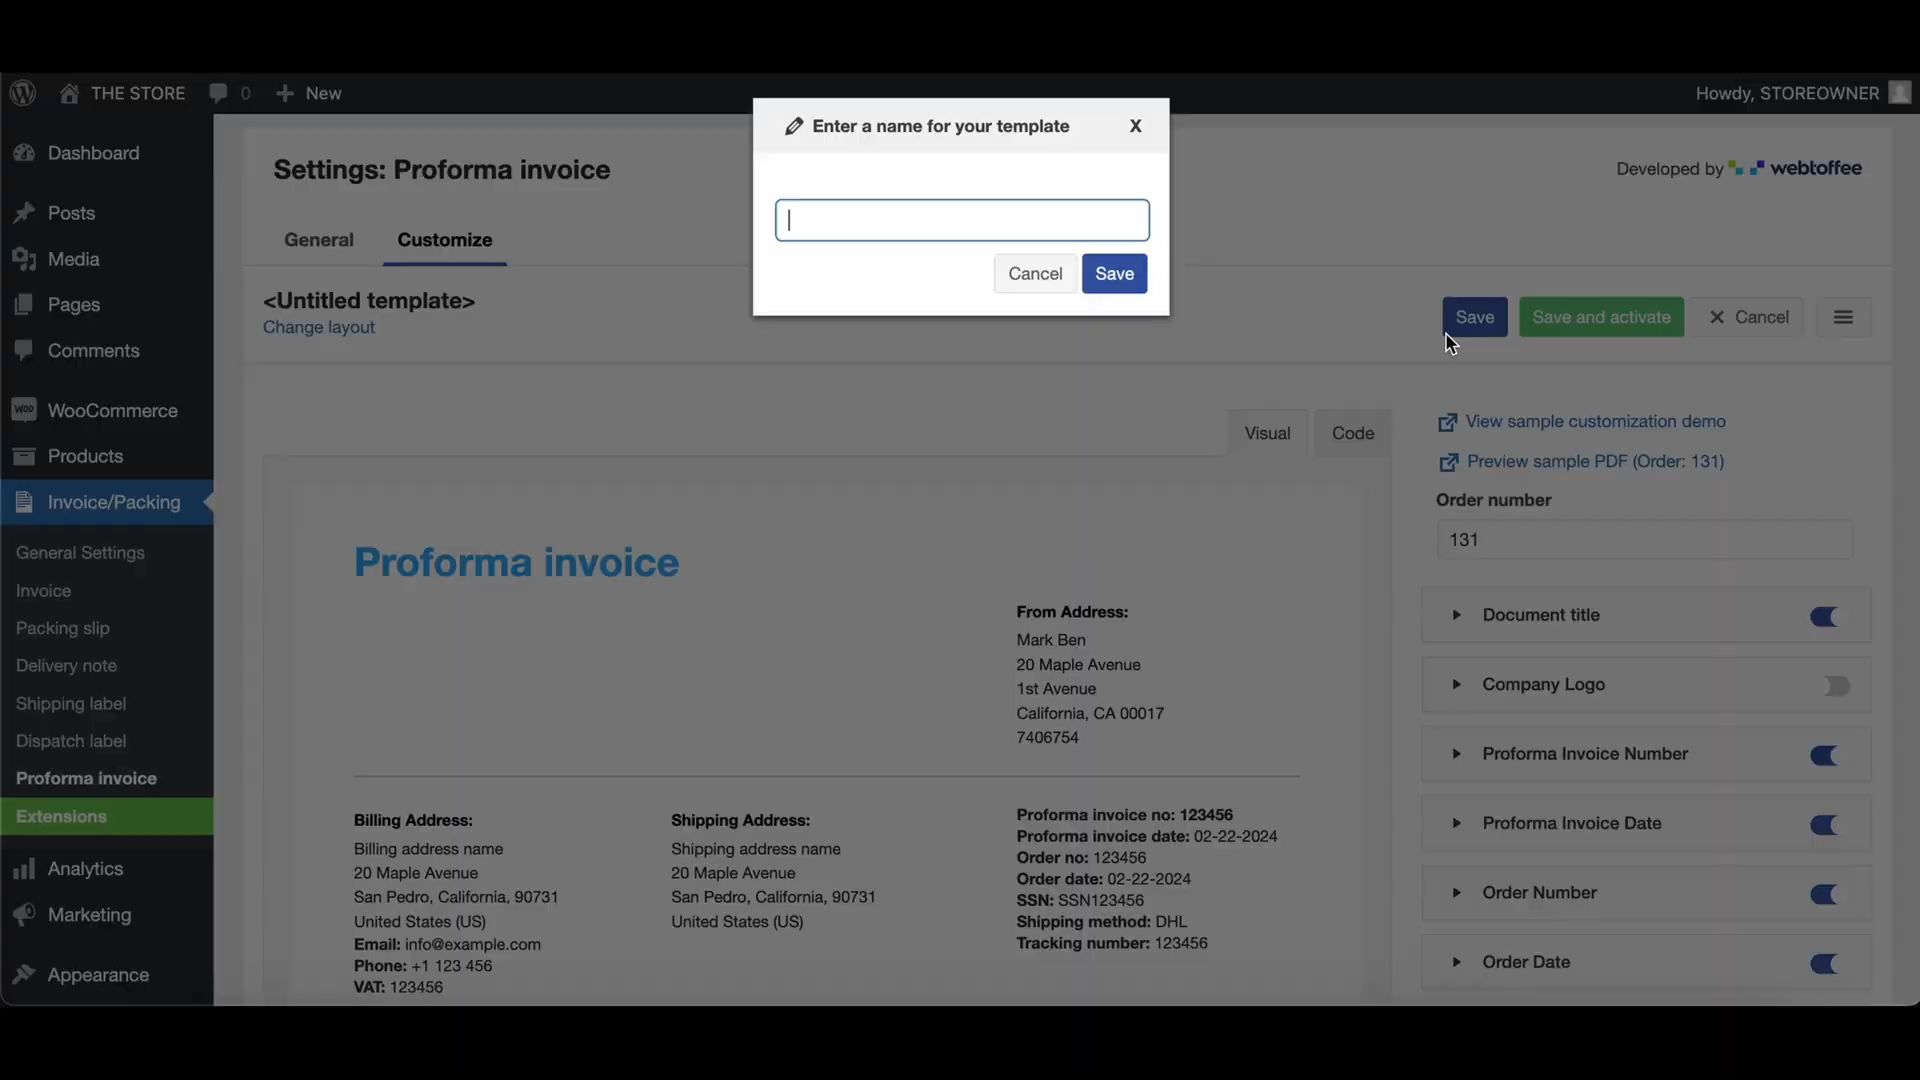 THE STORE
0
New
Howdy, STOREOWNER
Dashboard
Posts
Media
Pages
Comments
WooCommerce
Products
Invoice/Packing
General Settings
Invoice
Packing slip
Delivery note
Shipping label
Dispatch label
Proforma invoice
Extensions
Analytics
Marketing
Appearance
Enter a name for your template
X
Cancel
Save
Settings: Proforma invoice
Developed by webtoffee
General
Customize
<Untitled template>
Change layout
Save
Save and activate
Cancel
Visual
Code
Proforma invoice
From Address:
Mark Ben
20 Maple Avenue
1st Avenue
California, CA 00017
7406754
Billing Address:
Billing address name
20 Maple Avenue
San Pedro, California, 90731
United States (US)
Email: info@example.com
Phone: +1 123 456
VAT: 123456
Shipping Address:
Shipping address name
20 Maple Avenue
San Pedro, California, 90731
United States (US)
Proforma invoice no: 123456
Proforma invoice date: 02-22-2024
Order no: 123456
Order date: 02-22-2024
SSN: SSN123456
Shipping method: DHL
Tracking number: 123456
View sample customization demo
Preview sample PDF (Order: 131)
Order number
131
Document title
Company Logo
Proforma Invoice Number
Proforma Invoice Date
Order Number
Order Date